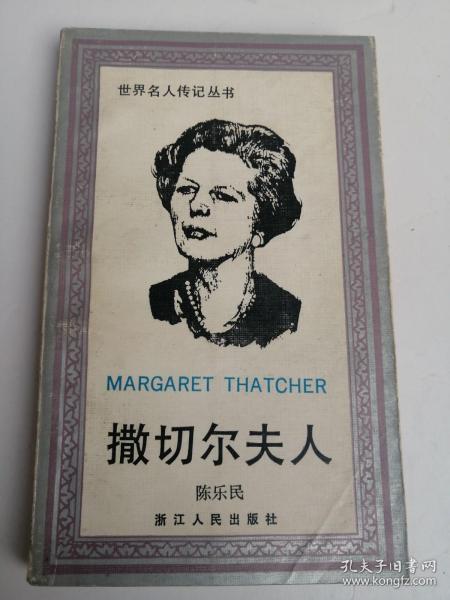 世界名人传记丛书
MARGARET THATCHER
撒切尔夫人
陈乐民
浙江人民出版社
孔夫子旧书网
www.kongfz.com